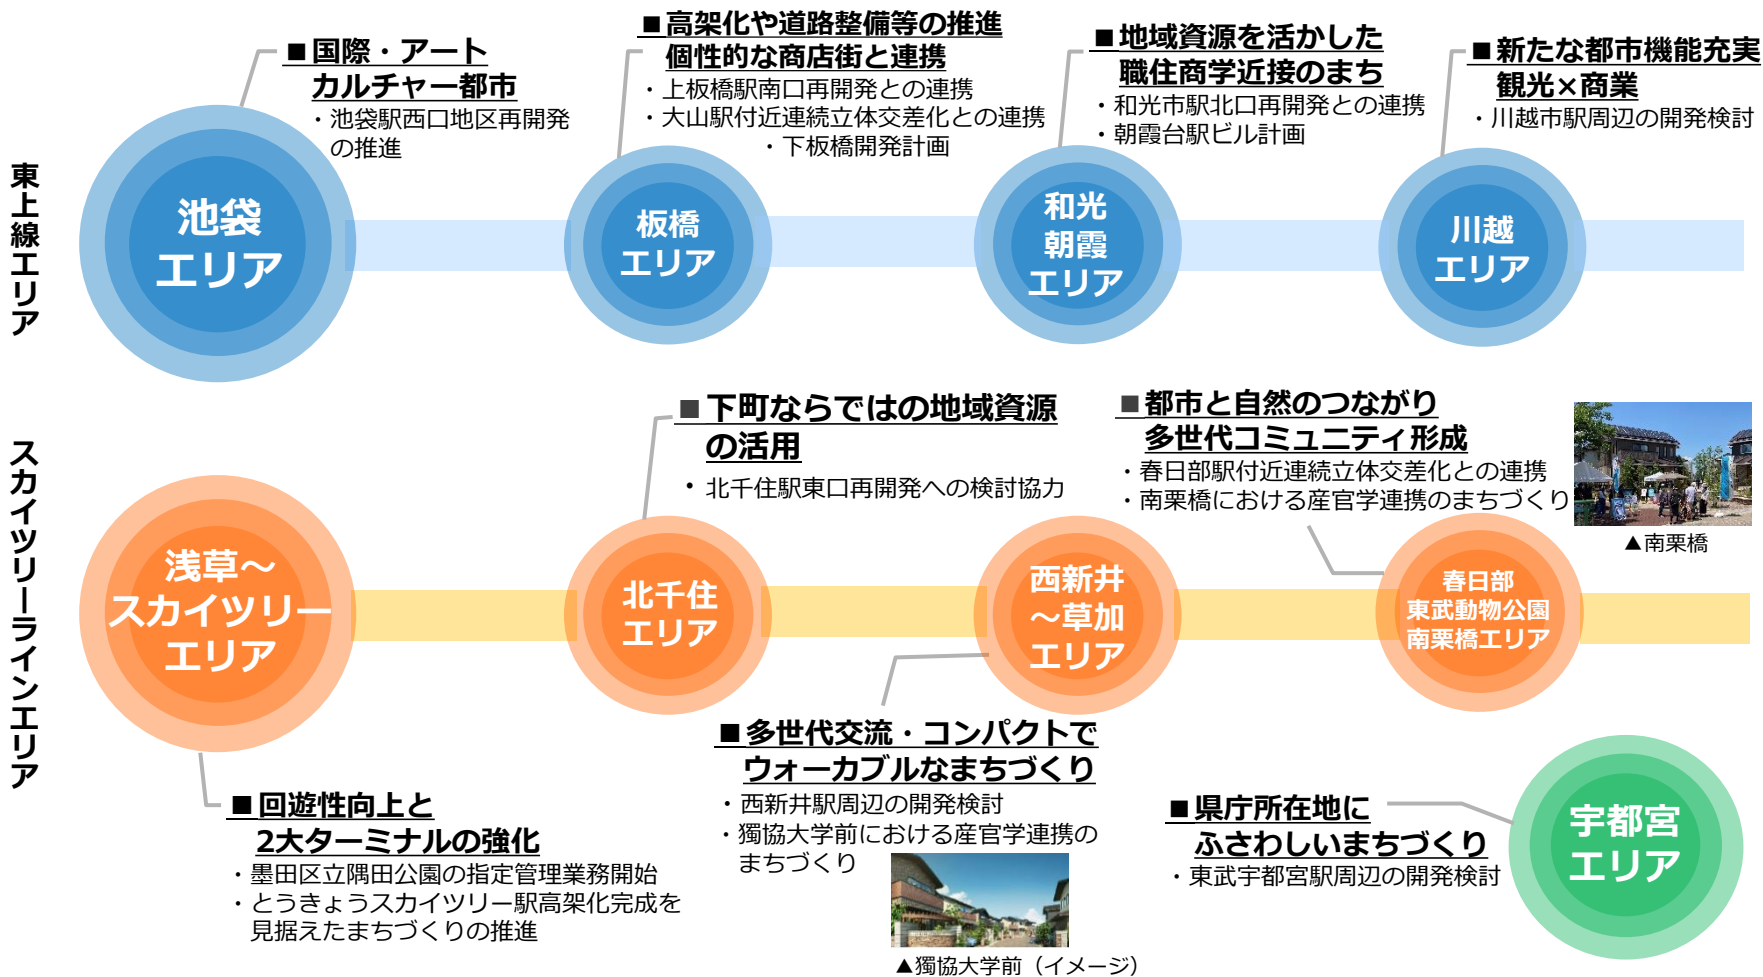 東上線エリア
■国際・アート
カルチャー都市
・池袋駅西口地区再開発
の推進
池袋
エリア
■高架化や道路整備等の推進
個性的な商店街と連携
・上板橋駅南口再開発との連携
・大山駅付近連続立体交差化との連携
・下板橋開発計画
板橋
エリア
■地域資源を活かした
職住商学近接のまち
・和光市駅北口再開発との連携
・朝霞台駅ビル計画
和光
朝霞
エリア
■新たな都市機能充実
観光×商業
・川越市駅周辺の開発検討
川越
エリア
スカイツリーラインエリア
浅草～
スカイツリー
エリア
■回遊性向上と
2大ターミナルの強化
・墨田区立隅田公園の指定管理業務開始
・とうきょうスカイツリー駅高架化完成を
見据えたまちづくりの推進
■下町ならではの地域資源
の活用
・北千住駅東口再開発への検討協力
北千住
エリア
西新井
～草加
エリア
■多世代交流・コンパクトで
ウォーカブルなまちづくり
・西新井駅周辺の開発検討
・獨協大学前における産官学連携の
まちづくり
▲獨協大学前（イメージ）
■都市と自然のつながり
多世代コミュニティ形成
・春日部駅付近連続立体交差化との連携
・南栗橋における産官学連携のまちづくり
▲南栗橋
春日部
東武動物公園
南栗橋エリア
■県庁所在地に
ふさわしいまちづくり
・東武宇都宮駅周辺の開発検討
宇都宮
エリア